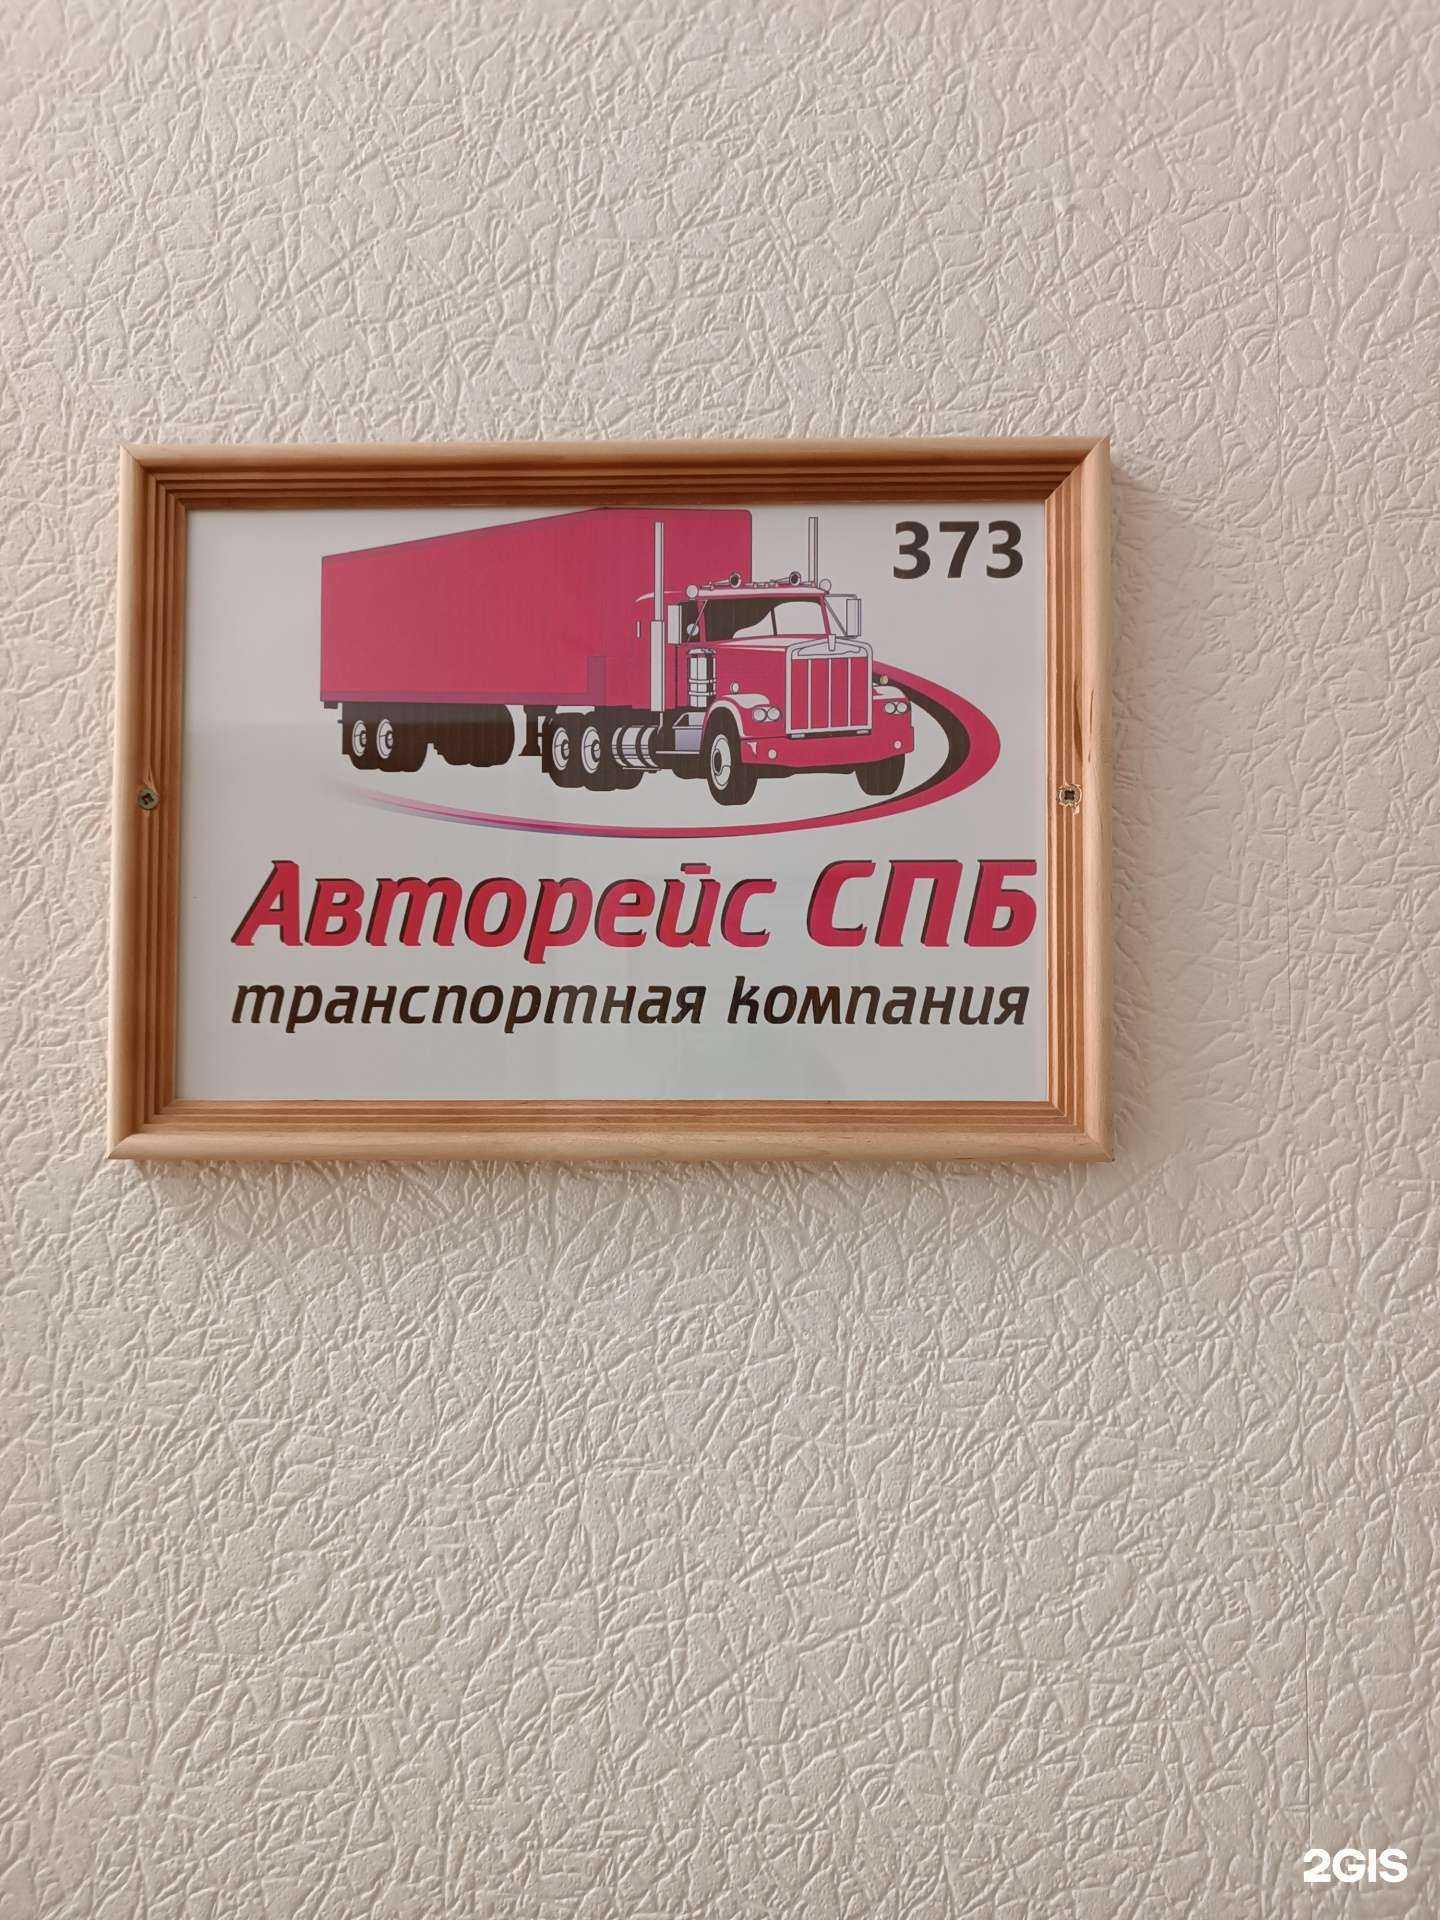 373
Авторейс СПБ
транспортная компания
2GIS